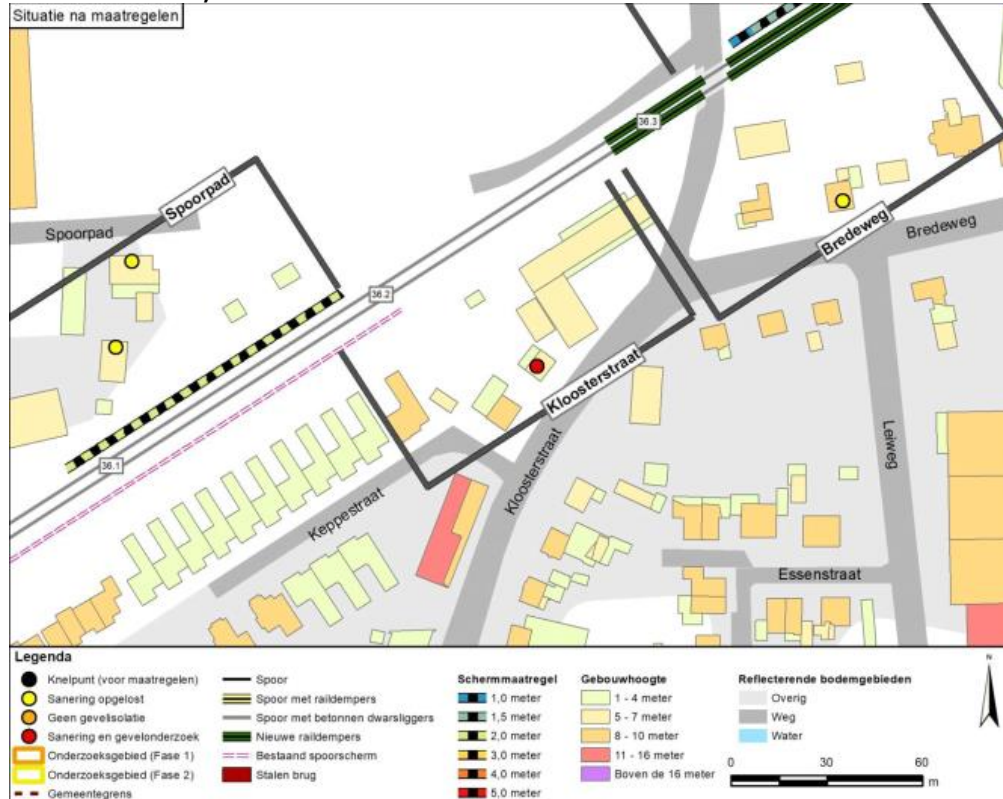 Situatie na maatregelen
36.3
Spoorpad
Spoorpad
Bredeweg
Bredeweg
36.2
Kloosterstraat
Kloosterstraat
Leiweg
36.1
Keppestraat
Essenstraat
Legenda
Knelpunt (voor maatregelen)
Sanering opgelost
Geen gevelisolatie
Sanering en gevelonderzoek
Onderzoeksgebied (Fase 1)
Onderzoeksgebied (Fase 2)
Gemeentegrens
Spoor
Spoor met raildempers
Spoor met betonnen dwarsliggers
Nieuwe raildempers
Bestaand spoorscherm
Stalen brug
Schermmaatregel
1,0 meter
1,5 meter
2,0 meter
3,0 meter
4,0 meter
5,0 meter
Gebouwhoogte
1 - 4 meter
5 - 7 meter
8 - 10 meter
11 - 16 meter
Boven de 16 meter
Reflecterende bodemgebieden
Overig
Weg
Water
N
0 30 60
m